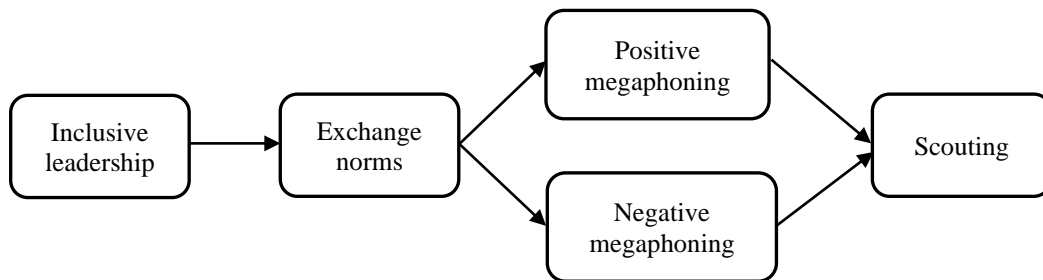 Inclusive
leadership
Exchange
norms
Positive
megaphoning
Negative
megaphoning
Scouting